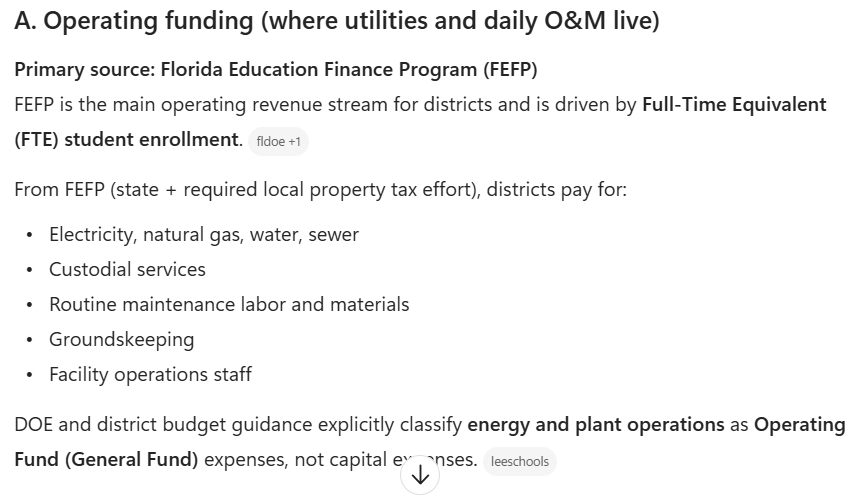 A. Operating funding (where utilities and daily O&M live)
Primary source: Florida Education Finance Program (FEFP)
FEFP is the main operating revenue stream for districts and is driven by Full-Time Equivalent
(FTE) student enrollment. fldoe +1
From FEFP (state + required local property tax effort), districts pay for:
• Electricity, natural gas, water, sewer
• Custodial services
• Routine maintenance labor and materials
• Groundskeeping
• Facility operations staff
DOE and district budget guidance explicitly classify energy and plant operations as Operating
Fund (General Fund) expenses, not capital expenses. leeschools